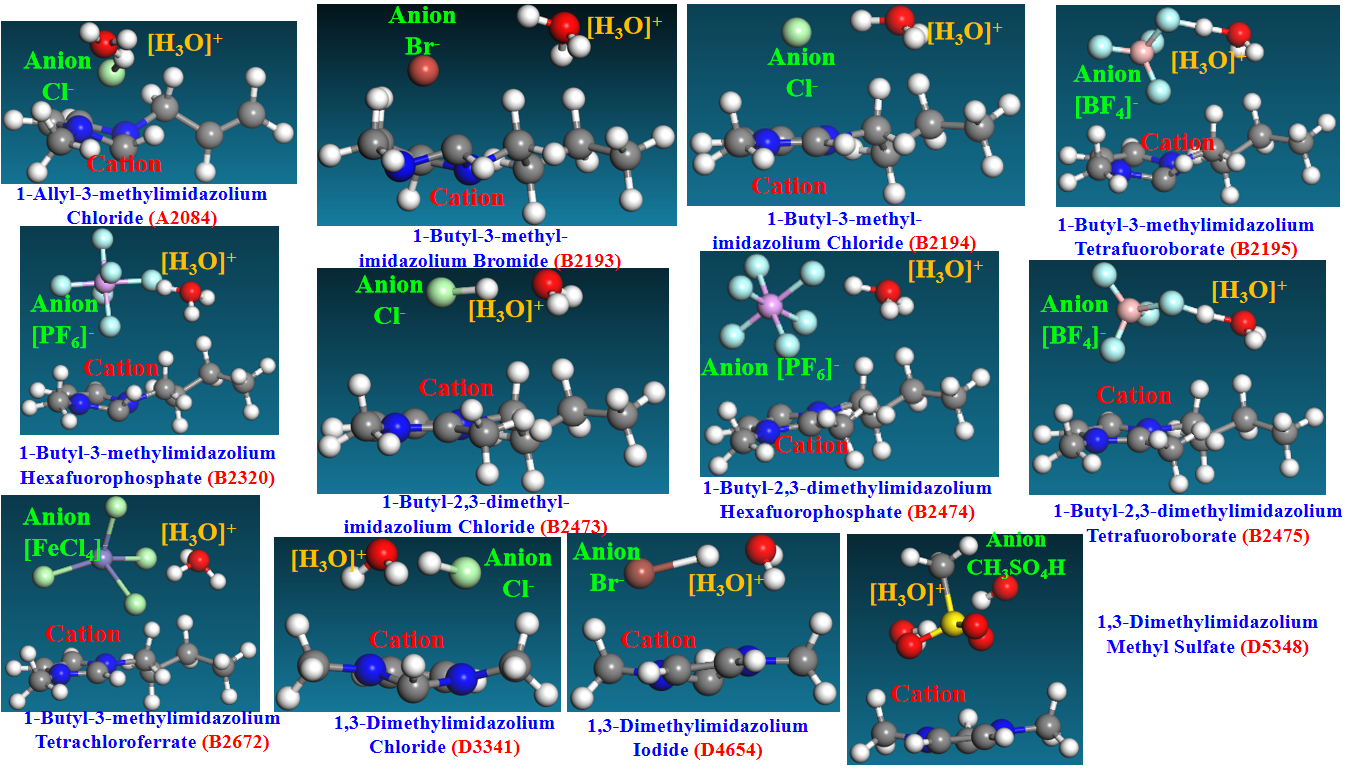 [H3O]+
Anion
Cl-
Cation
1-Allyl-3-methylimidazolium
Chloride (A2084)
Anion
Br-
[H3O]+
Cation
1-Butyl-3-methyl-
imidazolium Bromide (B2193)
[H3O]+
Anion
Cl-
Cation
1-Butyl-3-methyl-
imidazolium Chloride (B2194)
[H3O]+
Anion
[BF4]-
Cation
1-Butyl-3-methylimidazolium
Tetrafuoroborate (B2195)
[H3O]+
Anion
[PF6]-
Cation
1-Butyl-3-methylimidazolium
Hexafuorophosphate (B2320)
Anion
Cl-
[H3O]+
Cation
1-Butyl-2,3-dimethyl-
imidazolium Chloride (B2473)
[H3O]+
Anion [PF6]-
Cation
1-Butyl-2,3-dimethylimidazolium
Hexafuorophosphate (B2474)
[H3O]+
Anion
[BF4]-
Cation
1-Butyl-2,3-dimethylimidazolium
Tetrafuoroborate (B2475)
Anion
[FeCl4]-
[H3O]+
Cation
1-Butyl-3-methylimidazolium
Tetrachloroferrate (B2672)
[H3O]+
Anion
Cl-
Cation
1,3-Dimethylimidazolium
Chloride (D3341)
Anion
Br-
[H3O]+
Cation
1,3-Dimethylimidazolium
Iodide (D4654)
Anion
CH3SO4H
[H3O]+
Cation
1,3-Dimethylimidazolium
Methyl Sulfate (D5348)